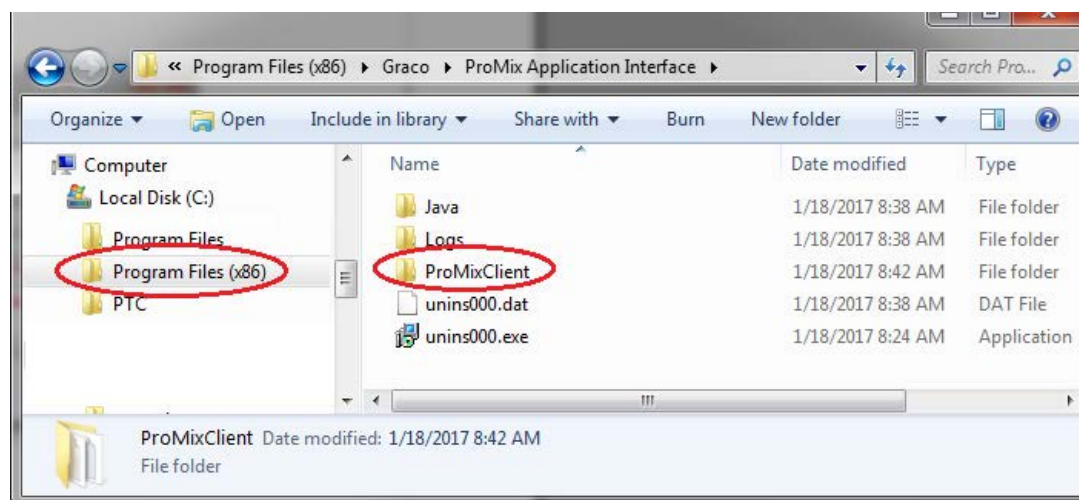 « Program Files (x86) ▸ Graco ▸ ProMix Application Interface ▸ Search Pro...
Organize Open Include in library Share with Burn New folder
Computer
Local Disk (C:)
Program Files
Program Files (x86)
PTC
Name Date modified Type
Java 1/18/2017 8:38 AM File folder
Logs 1/18/2017 8:38 AM File folder
ProMixClient 1/18/2017 8:42 AM File folder
unins000.dat 1/18/2017 8:38 AM DAT File
unins000.exe 1/18/2017 8:24 AM Application
ProMixClient Date modified: 1/18/2017 8:42 AM
File folder